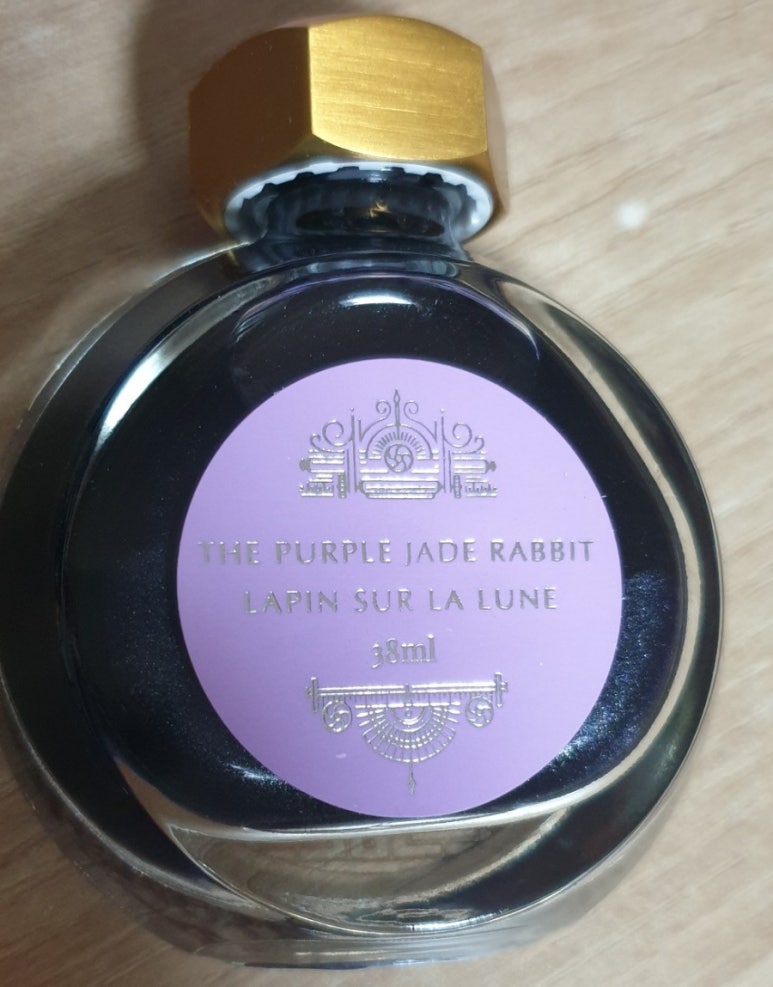 THE PURPLE JADE RABBIT
LAPIN SUR LA LUNE
38ml